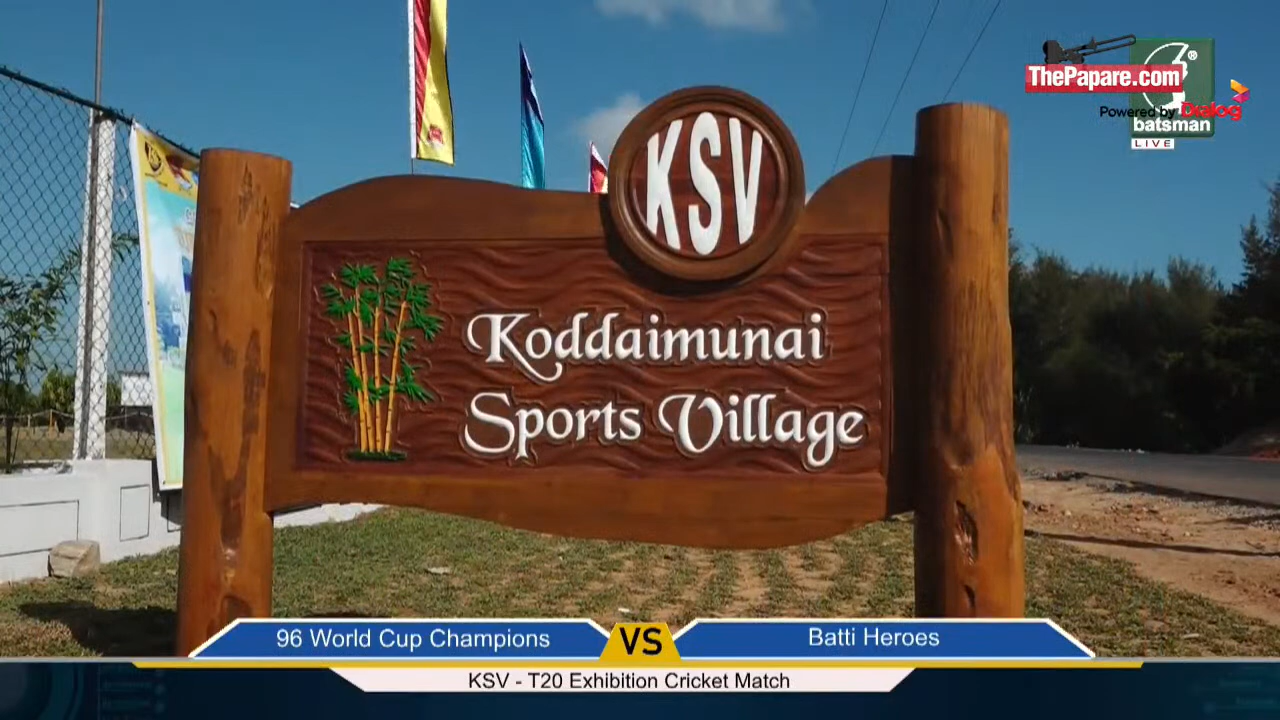 ThePapare.com
Powered by Dialog
®
batsman
LIVE
KSV
Koddaimunai
Sports Village
96 World Cup Champions
VS
Batti Heroes
KSV - T20 Exhibition Cricket Match